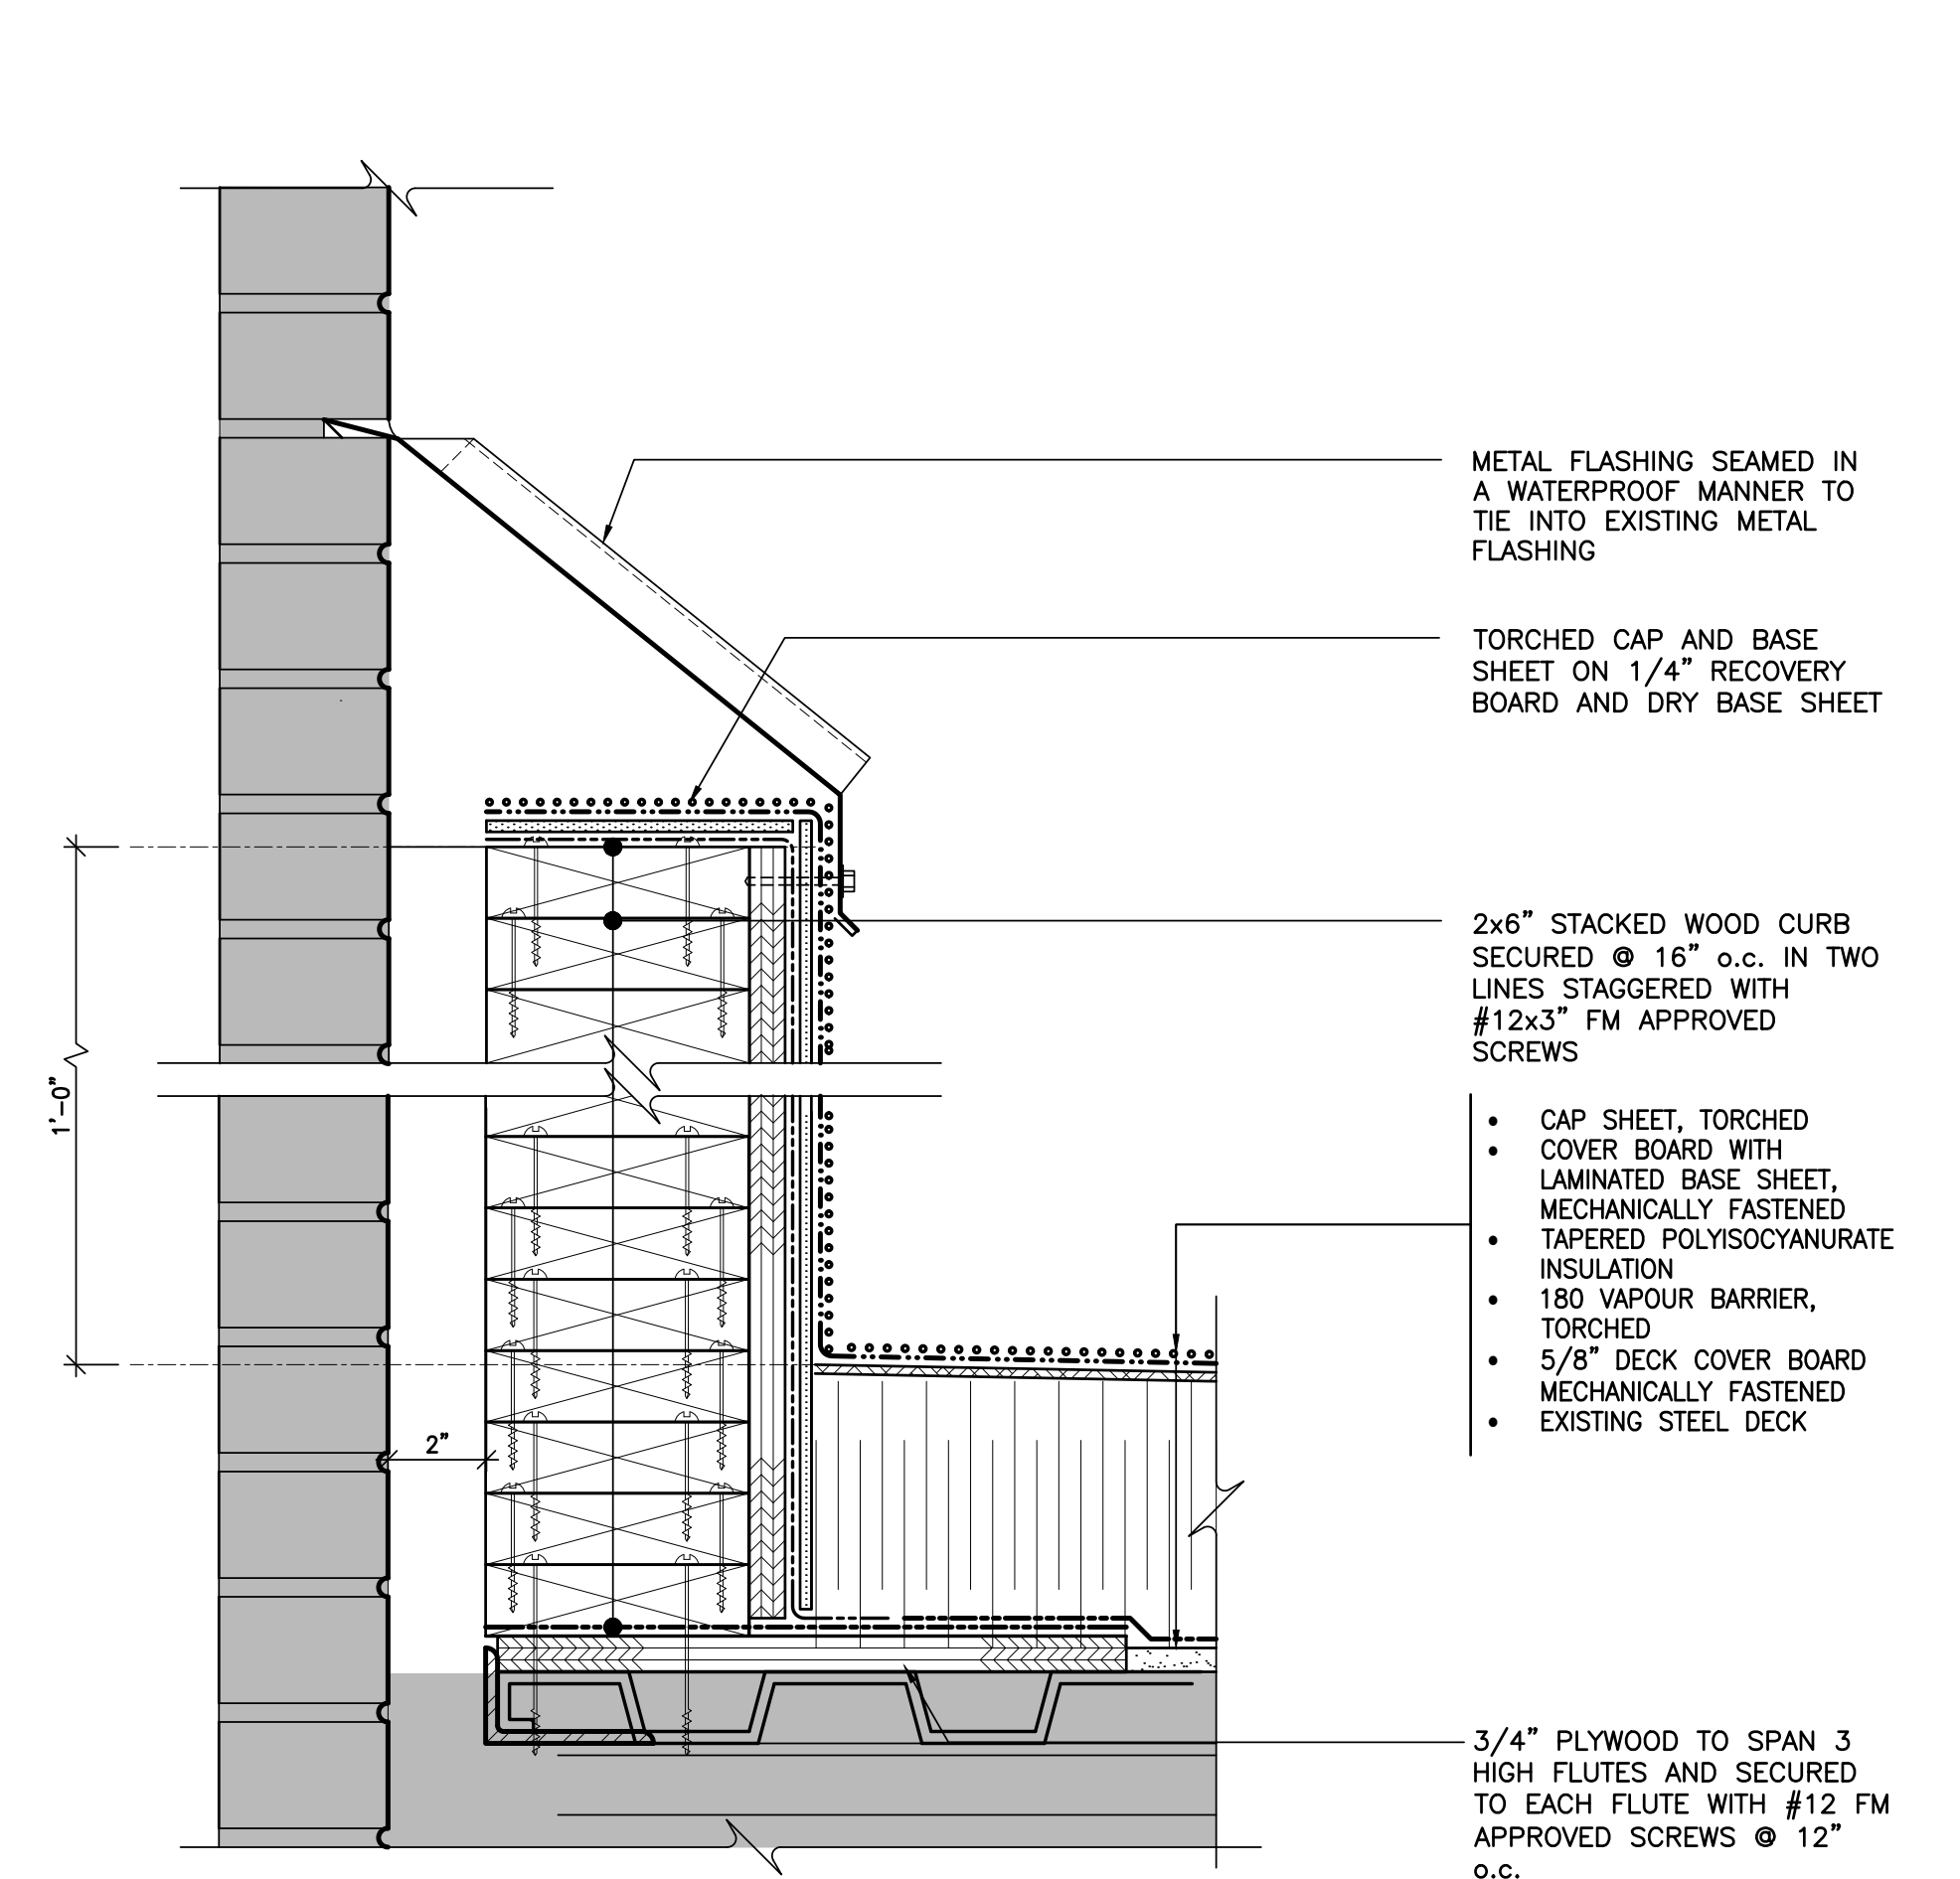 METAL FLASHING SEAMED IN
A WATERPROOF MANNER TO
TIE INTO EXISTING METAL
FLASHING
TORCHED CAP AND BASE
SHEET ON 1/4” RECOVERY
BOARD AND DRY BASE SHEET
2x6” STACKED WOOD CURB
SECURED @ 16” o.c. IN TWO
LINES STAGGERED WITH
#12x3” FM APPROVED
SCREWS
1’-0”
• CAP SHEET, TORCHED
• COVER BOARD WITH
LAMINATED BASE SHEET,
MECHANICALLY FASTENED
• TAPERED POLYISOCYANURATE
INSULATION
• 180 VAPOUR BARRIER,
TORCHED
• 5/8” DECK COVER BOARD
MECHANICALLY FASTENED
• EXISTING STEEL DECK
2”
3/4” PLYWOOD TO SPAN 3
HIGH FLUTES AND SECURED
TO EACH FLUTE WITH #12 FM
APPROVED SCREWS @ 12”
o.c.